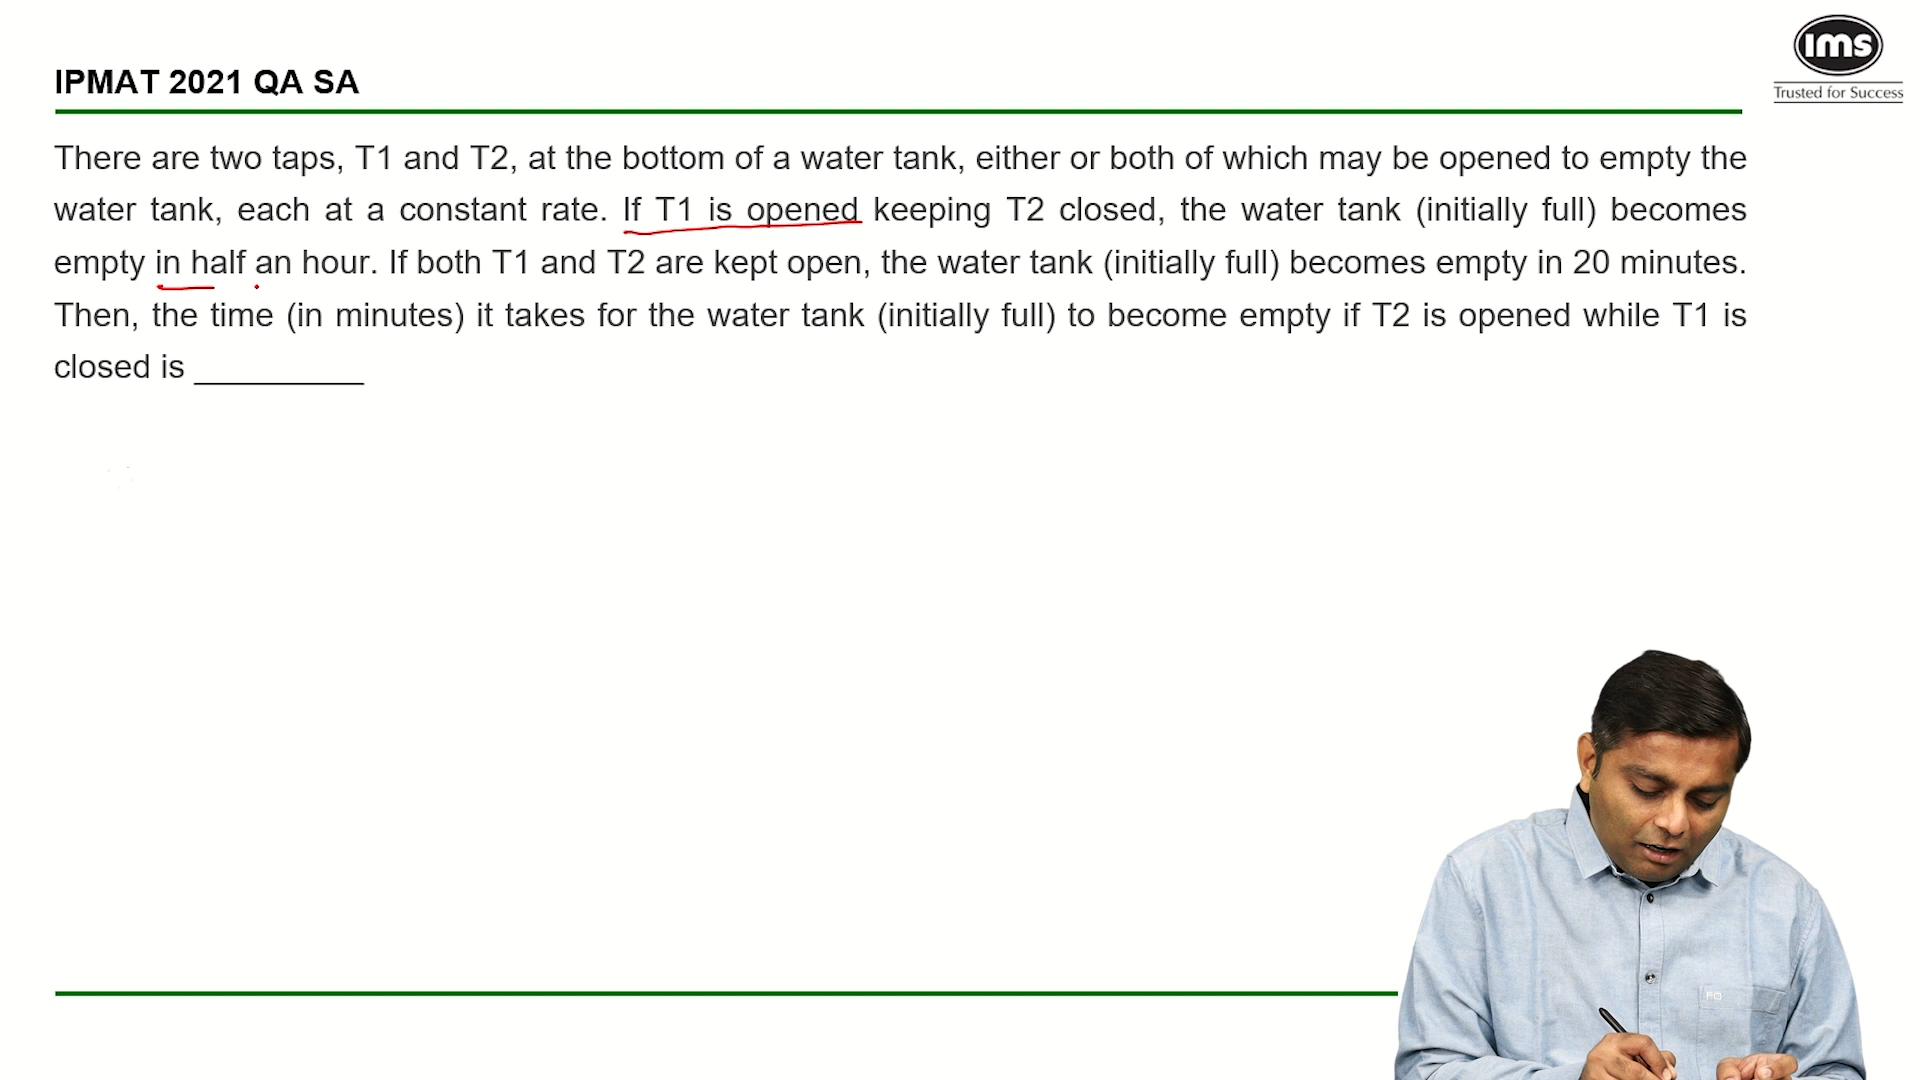 ims
Trusted for Success
IPMAT 2021 QA SA
There are two taps, T1 and T2, at the bottom of a water tank, either or both of which may be opened to empty the
water tank, each at a constant rate. If T1 is opened keeping T2 closed, the water tank (initially full) becomes
empty in half an hour. If both T1 and T2 are kept open, the water tank (initially full) becomes empty in 20 minutes.
Then, the time (in minutes) it takes for the water tank (initially full) to become empty if T2 is opened while T1 is
closed is __________